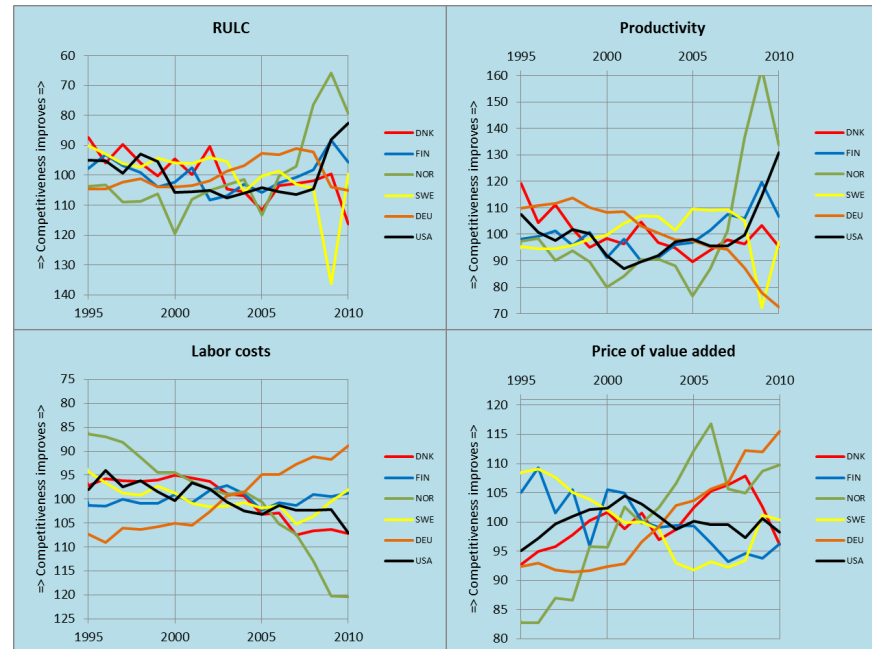 RULC
=> Competitiveness improves =>
60
70
80
90
100
110
120
130
140
1995
2000
2005
2010
DNK
FIN
NOR
SWE
DEU
USA
Productivity
=> Competitiveness improves =>
1995
2000
2005
2010
160
150
140
130
120
110
100
90
80
70
DNK
FIN
NOR
SWE
DEU
USA
Labor costs
=> Competitiveness improves =>
75
80
85
90
95
100
105
110
115
120
125
1995
2000
2005
2010
DNK
FIN
NOR
SWE
DEU
USA
Price of value added
=> Competitiveness improves =>
1995
2000
2005
2010
120
115
110
105
100
95
90
85
80
DNK
FIN
NOR
SWE
DEU
USA